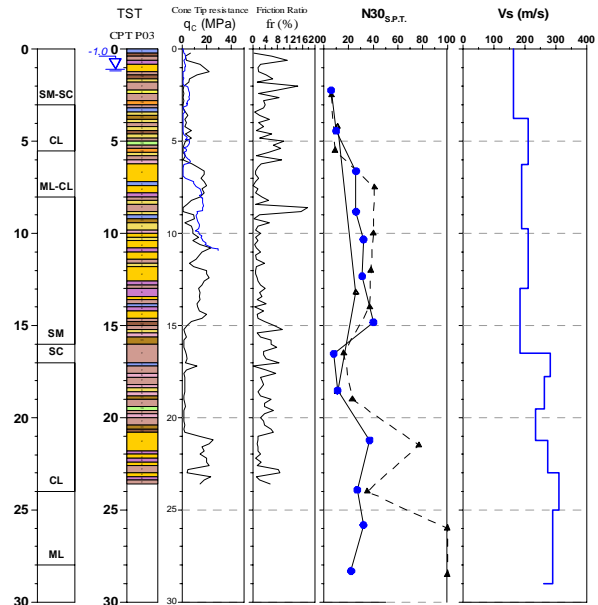 TST
CPT P03
Cone Tip resistance
qC (MPa)
Friction Ratio
fr (%)
N30S.P.T.
Vs (m/s)
0 20 40 60
0 4 8 12 16 20
0 20 40 60 80 100
0 100 200 300 400
-1.0
0 0 0 0
SM-SC
CL
5 5 5 5
ML-CL
10 10 10 10
SM
15 15 15 15
SC
20 20 20 20
CL
25 25 25 25
ML
30 30 30 30